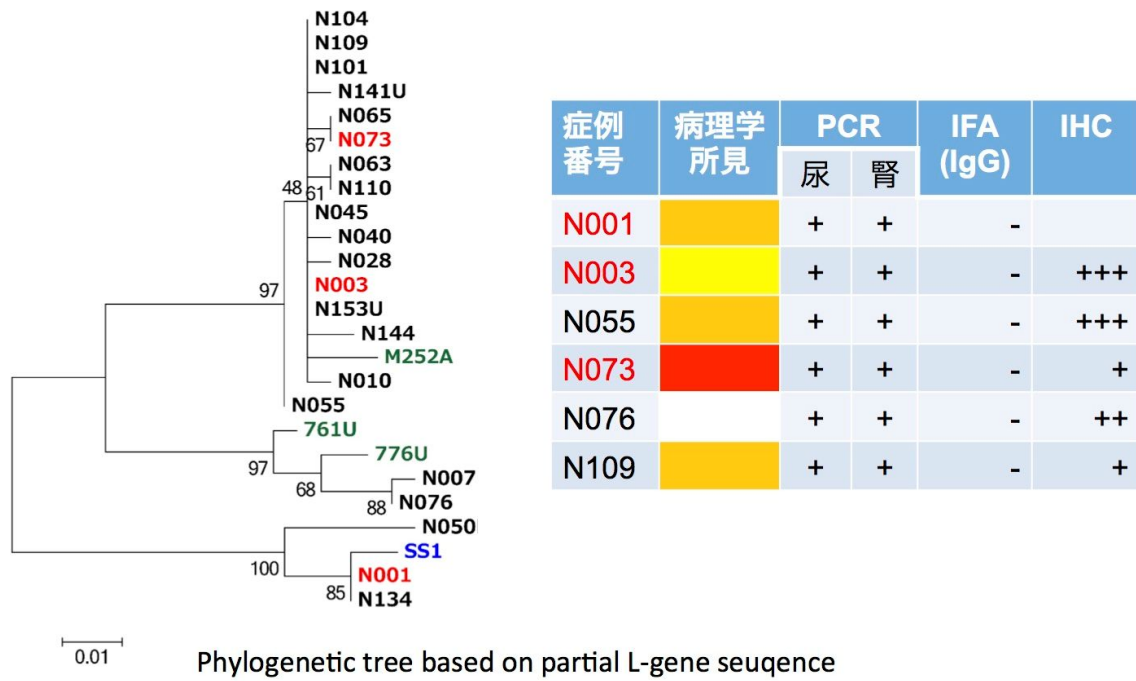 N104
N109
N101
N141U
N065
67
N073
N063
48
61
N110
N045
N040
N028
97
N003
N153U
N144
M252A
N010
N055
761U
97
776U
68
N007
88
N076
N050
100
SS1
N001
85
N134
0.01
Phylogenetic tree based on partial L-gene seuqence
症例番号 病理学所見 PCR IFA (IgG) IHC
尿 腎
N001 + + -
N003 + + - +++
N055 + + - +++
N073 + + - +
N076 + + - ++
N109 + + - +